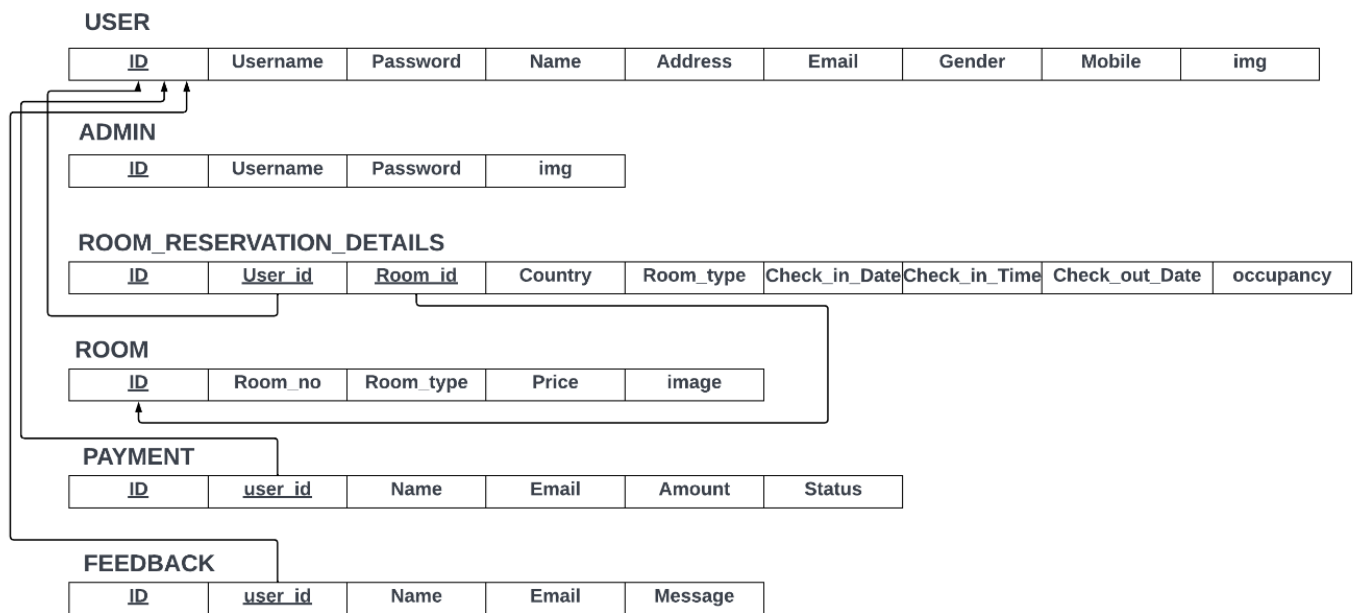 USER
ID Username Password Name Address Email Gender Mobile img
ADMIN
ID Username Password img
ROOM_RESERVATION_DETAILS
ID User_id Room_id Country Room_type Check_in_Date Check_in_Time Check_out_Date occupancy
ROOM
ID Room_no Room_type Price image
PAYMENT
ID user_id Name Email Amount Status
FEEDBACK
ID user_id Name Email Message